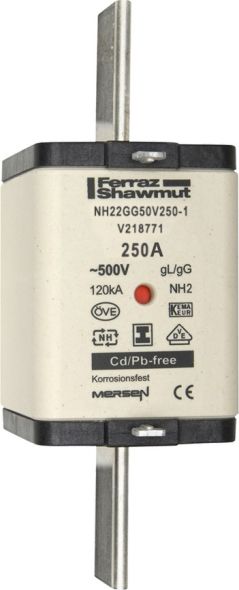 Ferraz
Shawmut
NH22GG50V250-1
V218771
250A
~500V gL/gG
120kA NH2
ÖVE KEMA KEUR
NH VDE
Cd/Pb-free
Korrosionsfest
MERSEN CE